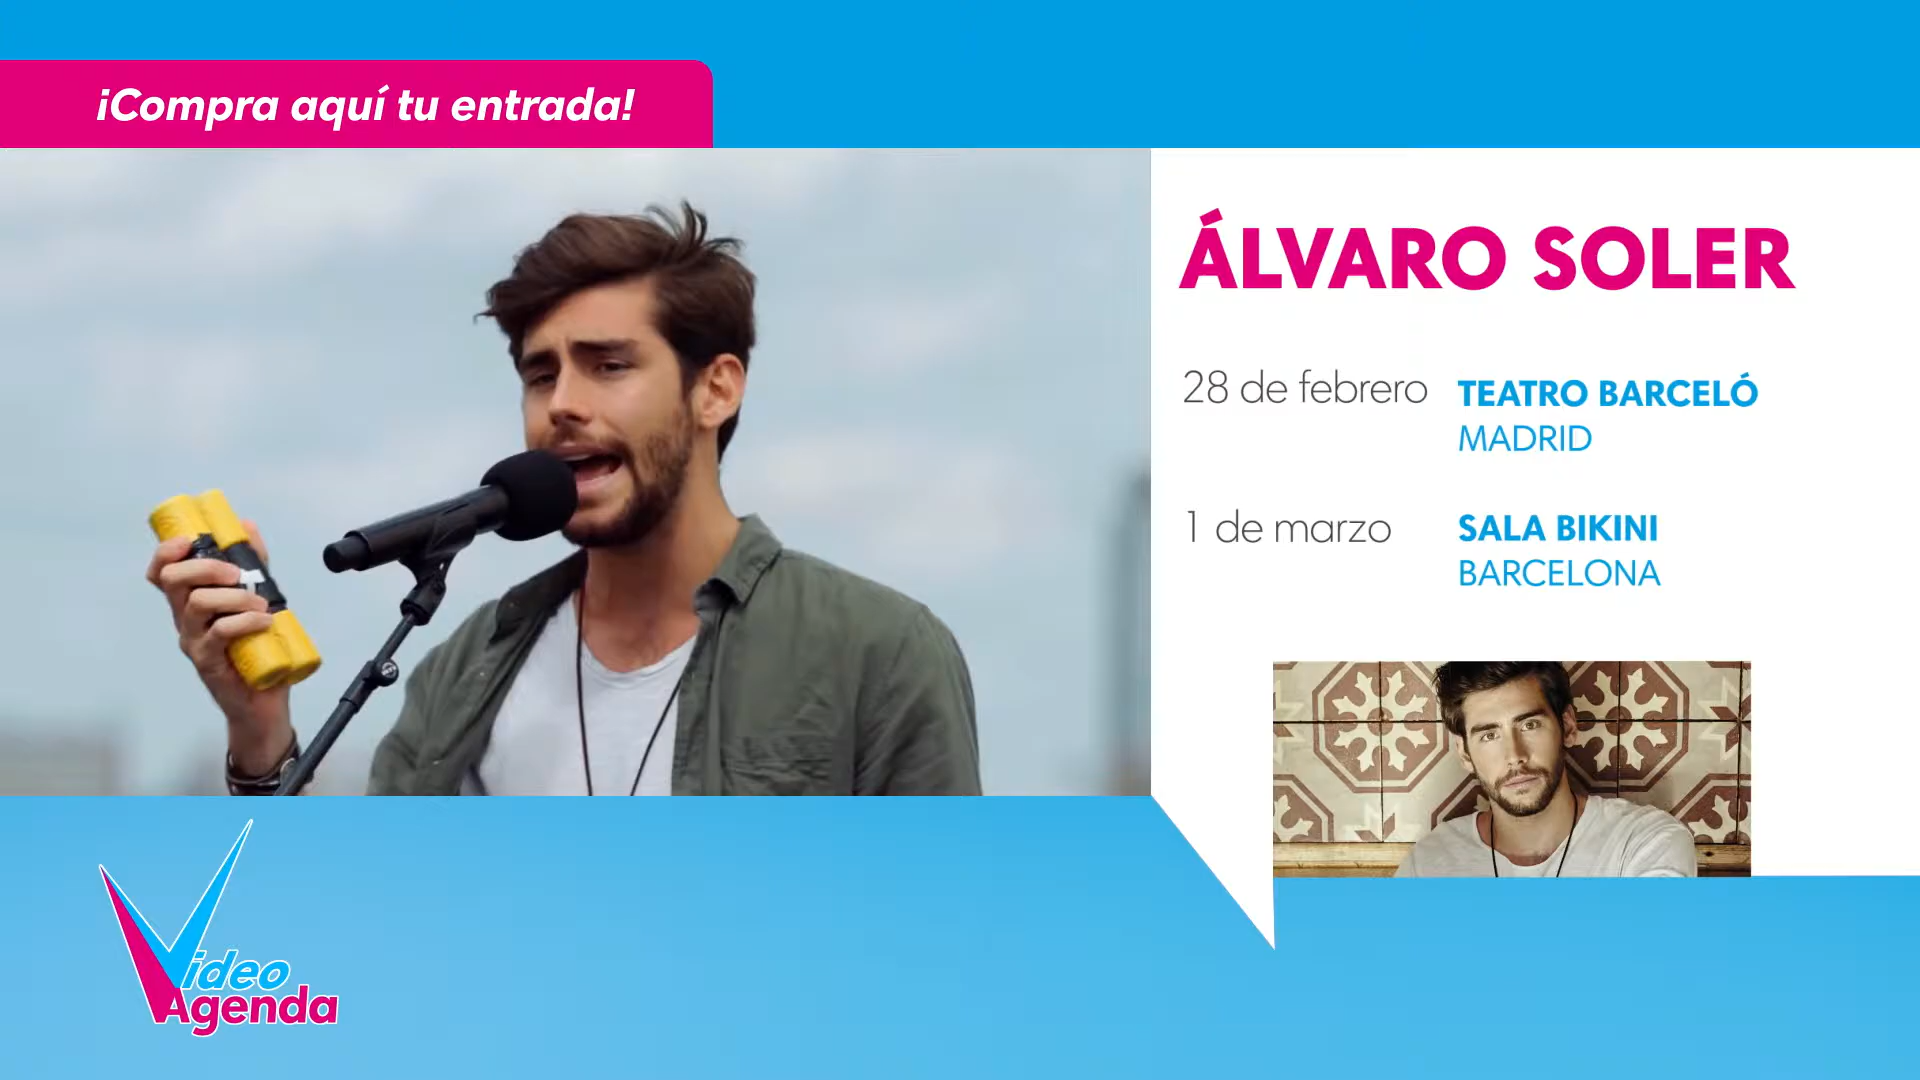 ¡Compra aquí tu entrada!
ÁLVARO SOLER
28 de febrero
TEATRO BARCELÓ
MADRID
1 de marzo
SALA BIKINI
BARCELONA
Video
Agenda